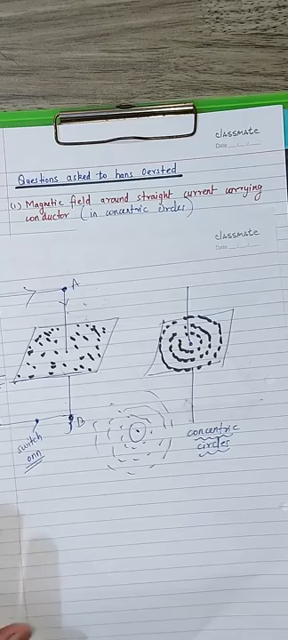 classmate
Date
Questions asked to hans Oersted
(1) Magnetic field around straight current carrying
conductor (in concentric circles)
classmate
Date
A
B
switch
onn
concentric
circles